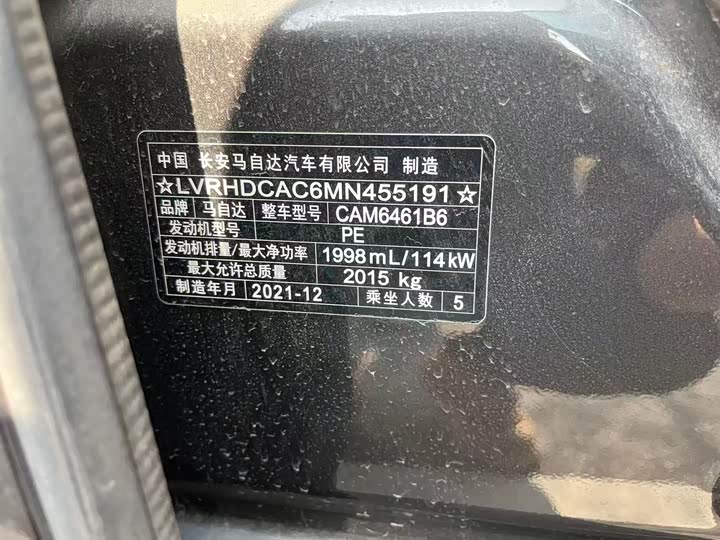 中国 长安马自达汽车有限公司 制造
☆LVRHDCAC6MN455191☆
品牌 马自达 整车型号 CAM6461B6
发动机型号 PE
发动机排量/最大净功率 1998mL/114kW
最大允许总质量 2015 kg
制造年月 2021-12 乘坐人数 5